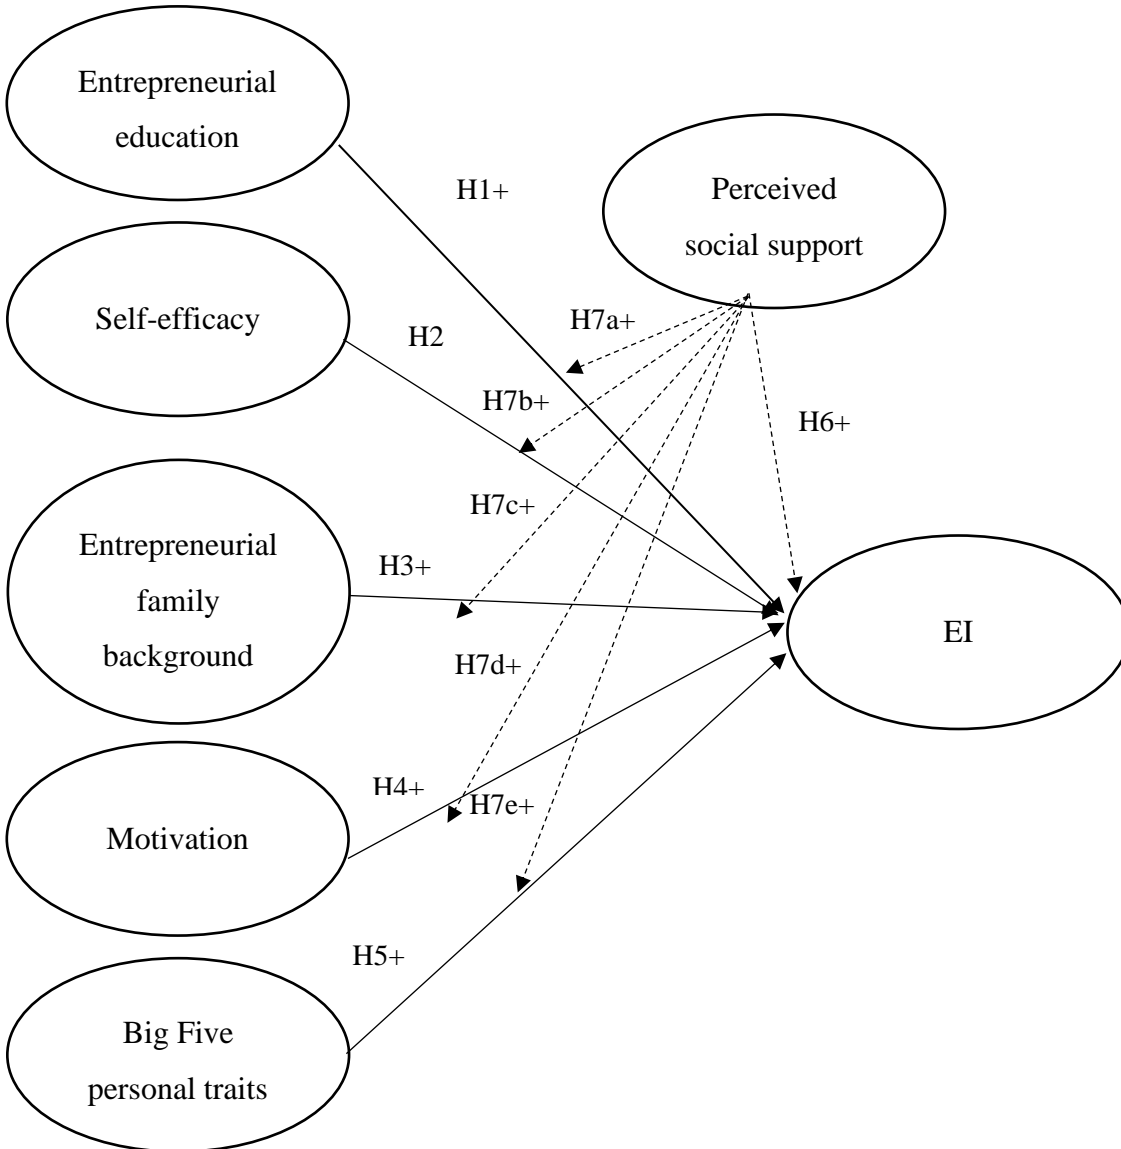 Entrepreneurial
education
H1+
Perceived
social support
Self-efficacy
H2
H7a+
H7b+
H6+
Entrepreneurial
family
background
H7c+
H3+
EI
H7d+
Motivation
H4+
H7e+
H5+
Big Five
personal traits